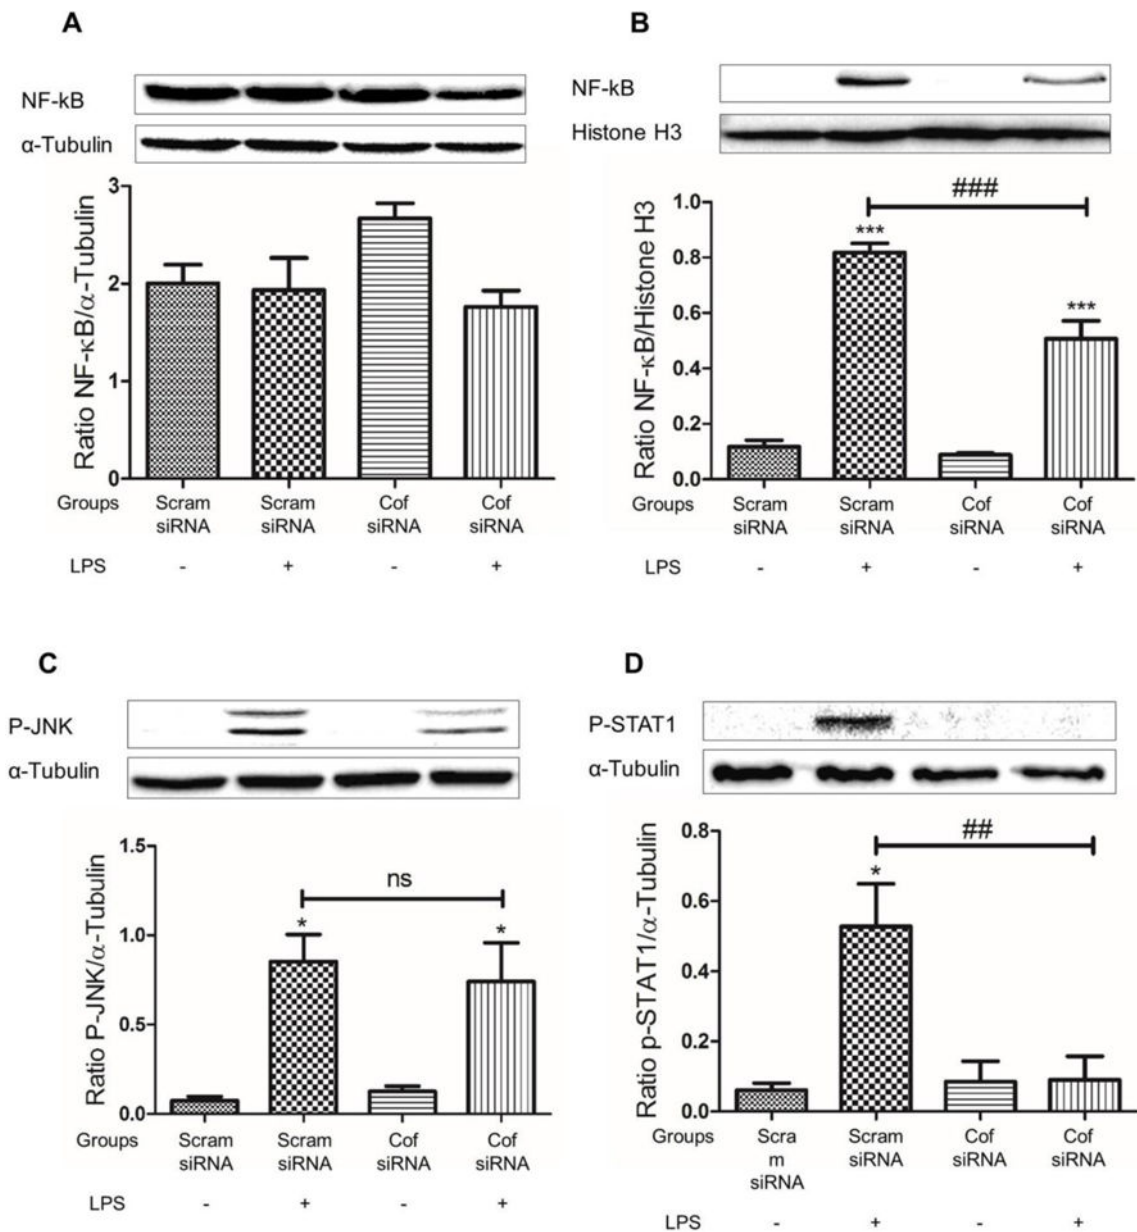 A
NF-kB
α-Tubulin
Ratio NF-κB/α-Tubulin
3
2
1
0
Groups Scram siRNA Scram siRNA Cof siRNA Cof siRNA
LPS - + - +
B
NF-kB
Histone H3
Ratio NF-κB/Histone H3
1.0
0.8
0.6
0.4
0.2
0.0
###
***
***
Groups Scram siRNA Scram siRNA Cof siRNA Cof siRNA
LPS - + - +
C
P-JNK
α-Tubulin
Ratio P-JNK/α-Tubulin
1.5
1.0
0.5
0.0
ns
*
*
Groups Scram siRNA Scram siRNA Cof siRNA Cof siRNA
LPS - + - +
D
P-STAT1
α-Tubulin
Ratio p-STAT1/α-Tubulin
0.8
0.6
0.4
0.2
0.0
##
*
Groups Scra m siRNA Scram siRNA Cof siRNA Cof siRNA
LPS - + - +